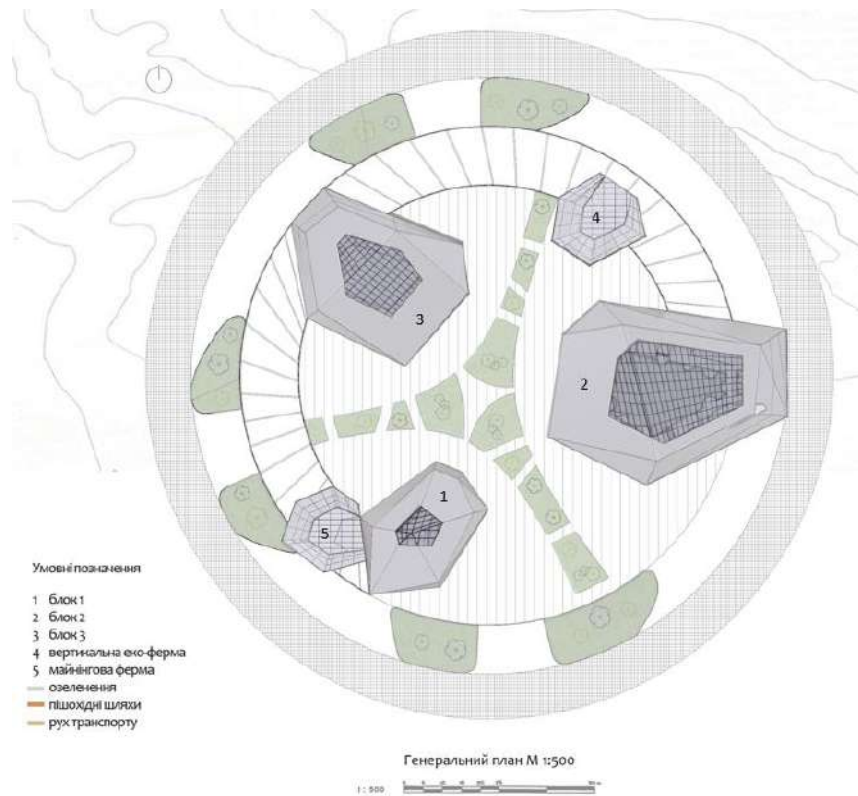 4
3
2
1
5
Умовні позначення
1 блок 1
2 блок 2
3 блок 3
4 вертикальна еко-ферма
5 майнінгова ферма
озеленення
пішохідні шляхи
рух транспорту
Генеральний план М 1:500
1 : 500